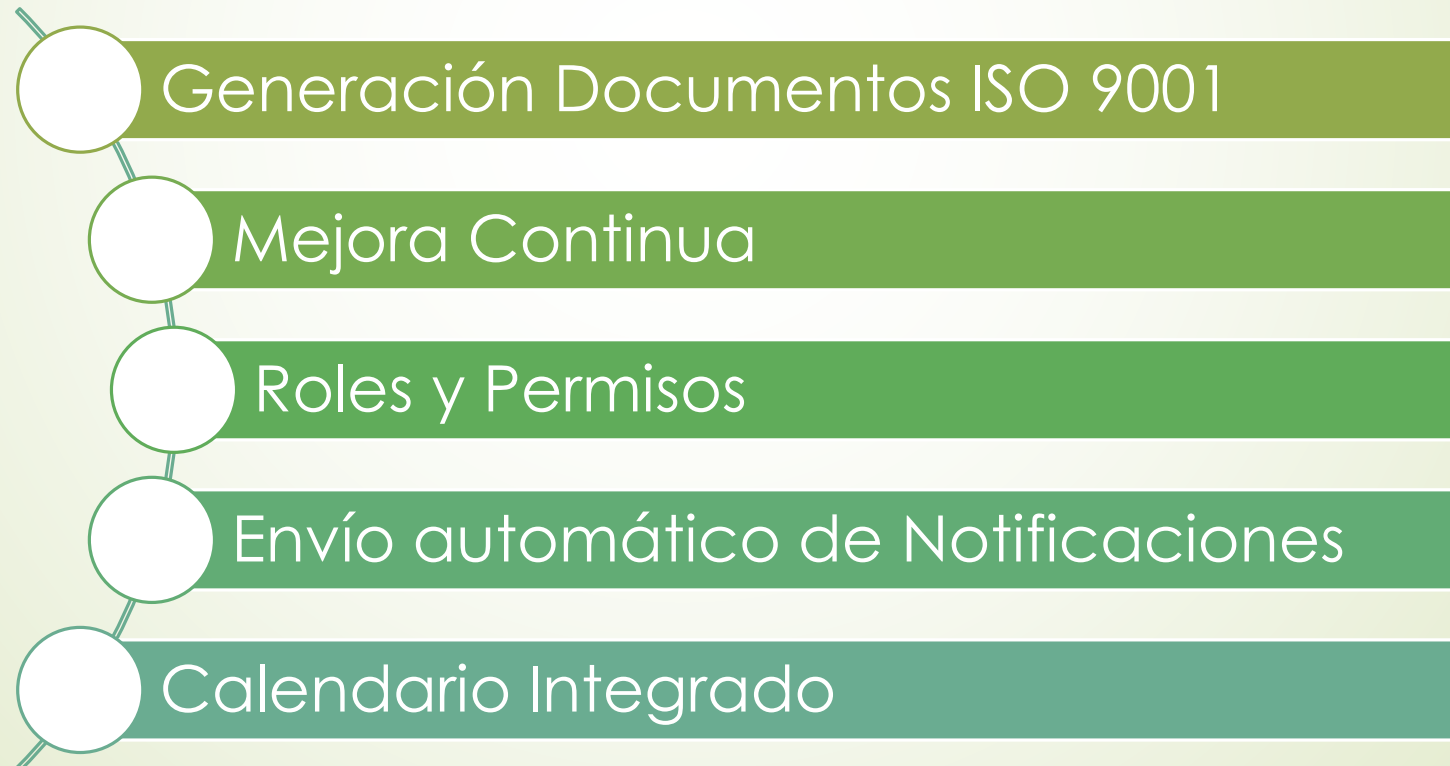 Generación Documentos ISO 9001
Mejora Continua
Roles y Permisos
Envío automático de Notificaciones
Calendario Integrado